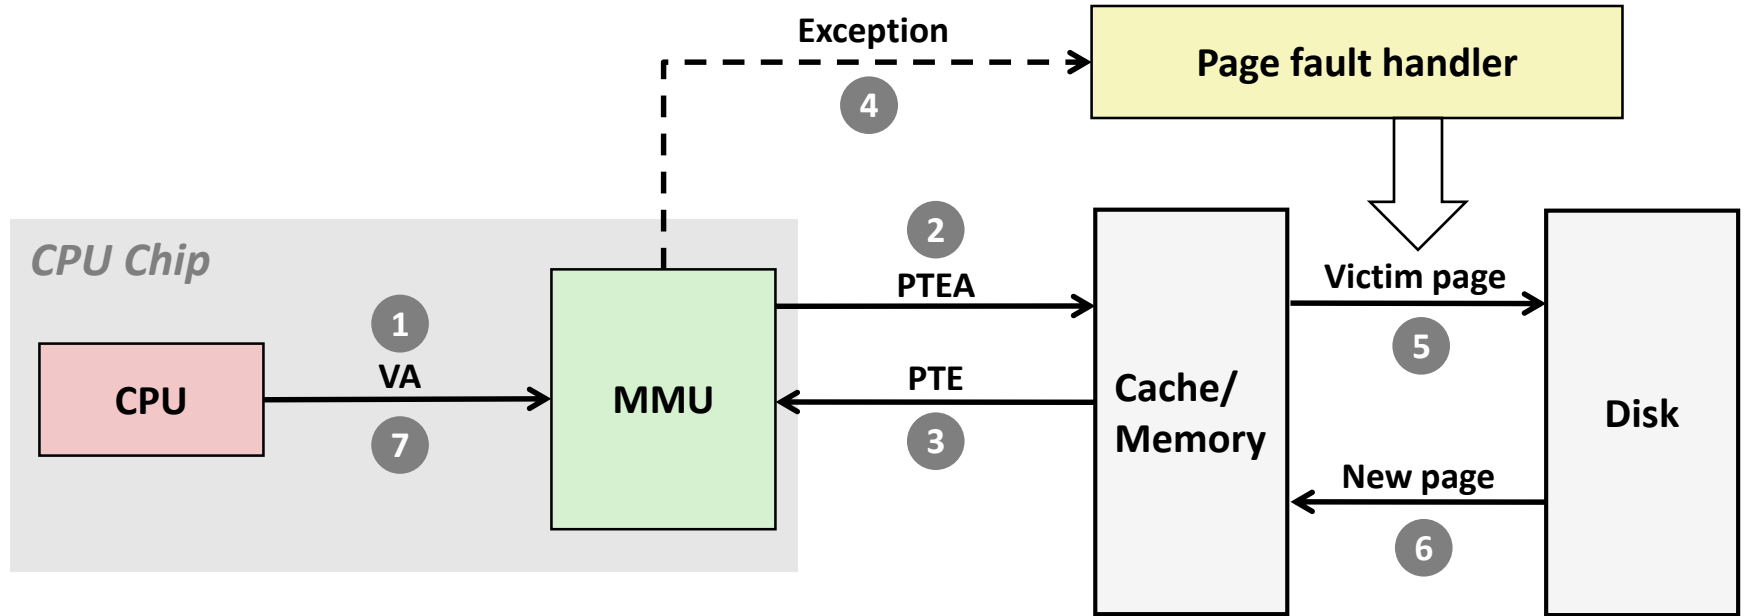 Exception
Page fault handler
4
CPU Chip
2
PTEA
Victim page
1
5
VA
PTE
CPU
MMU
Cache/
Memory
Disk
7
3
New page
6